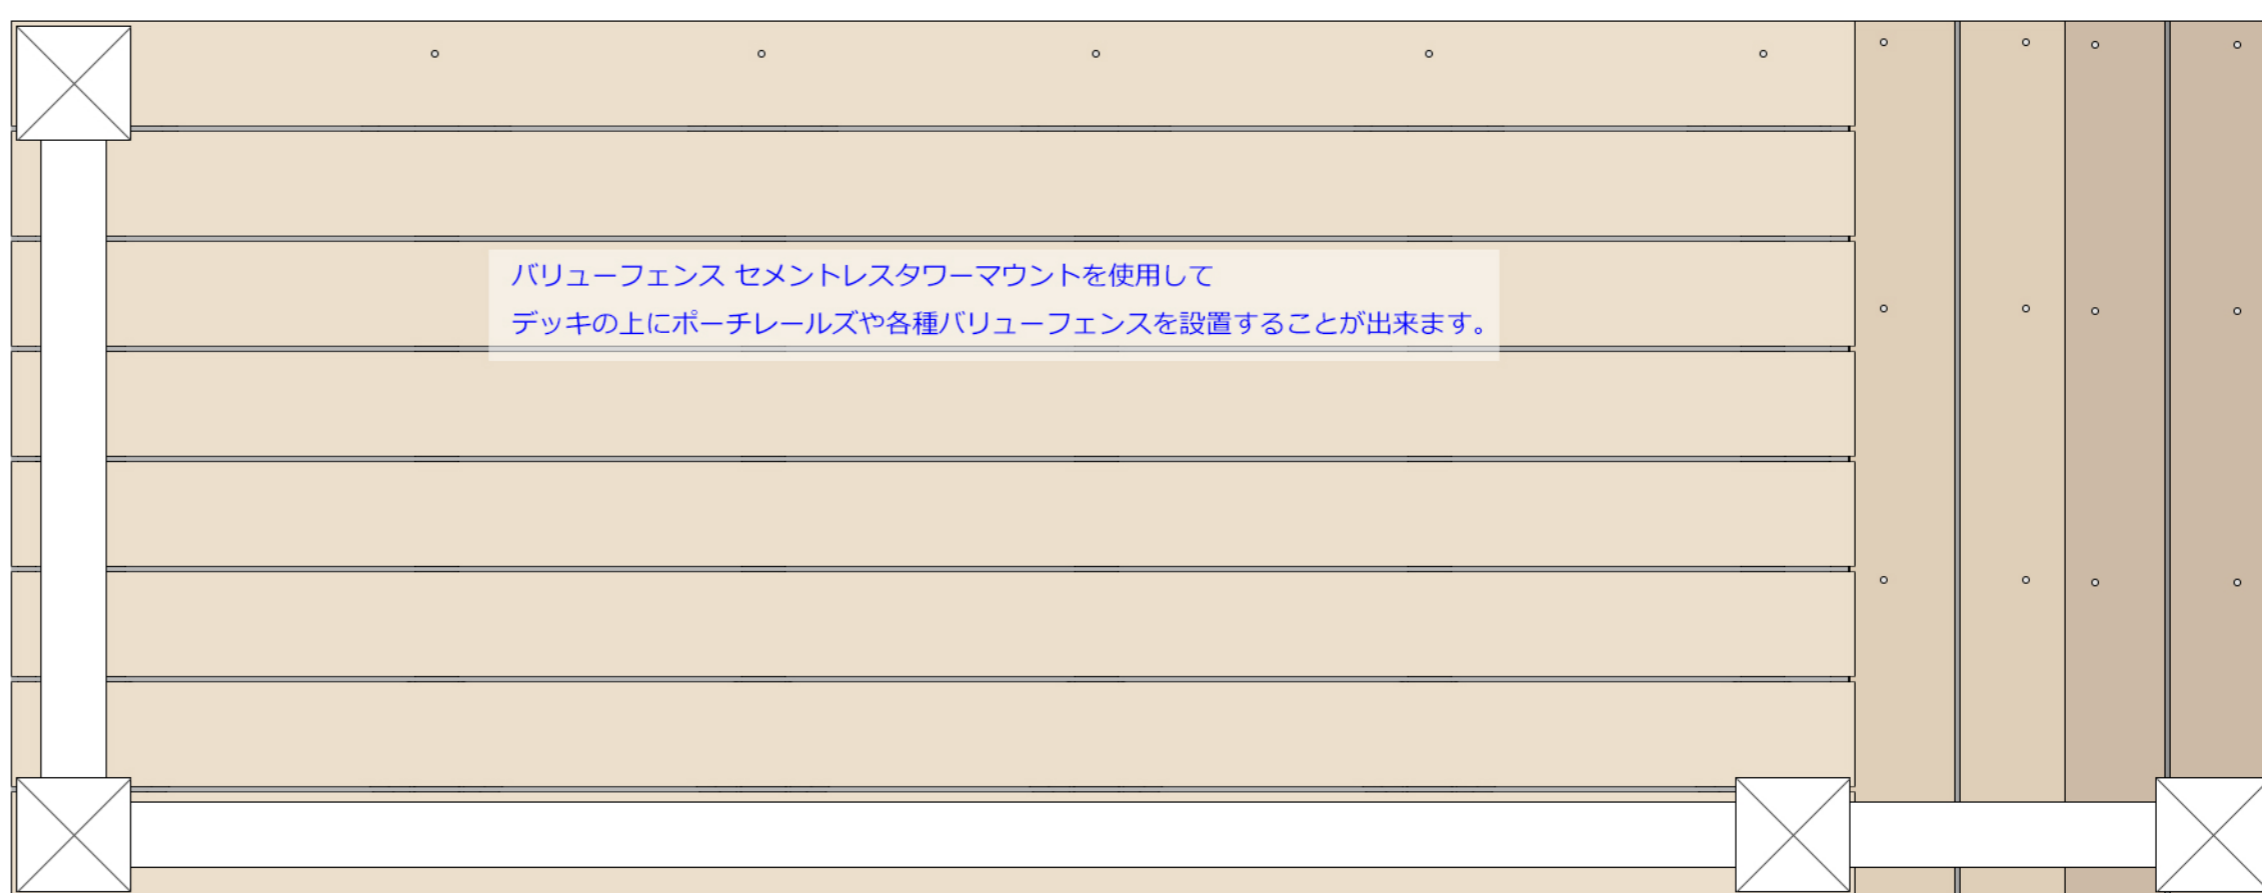 バリューフェンス セメントレスタワーマウントを使用して
デッキの上にポーチレールズや各種バリューフェンスを設置することが出来ます。